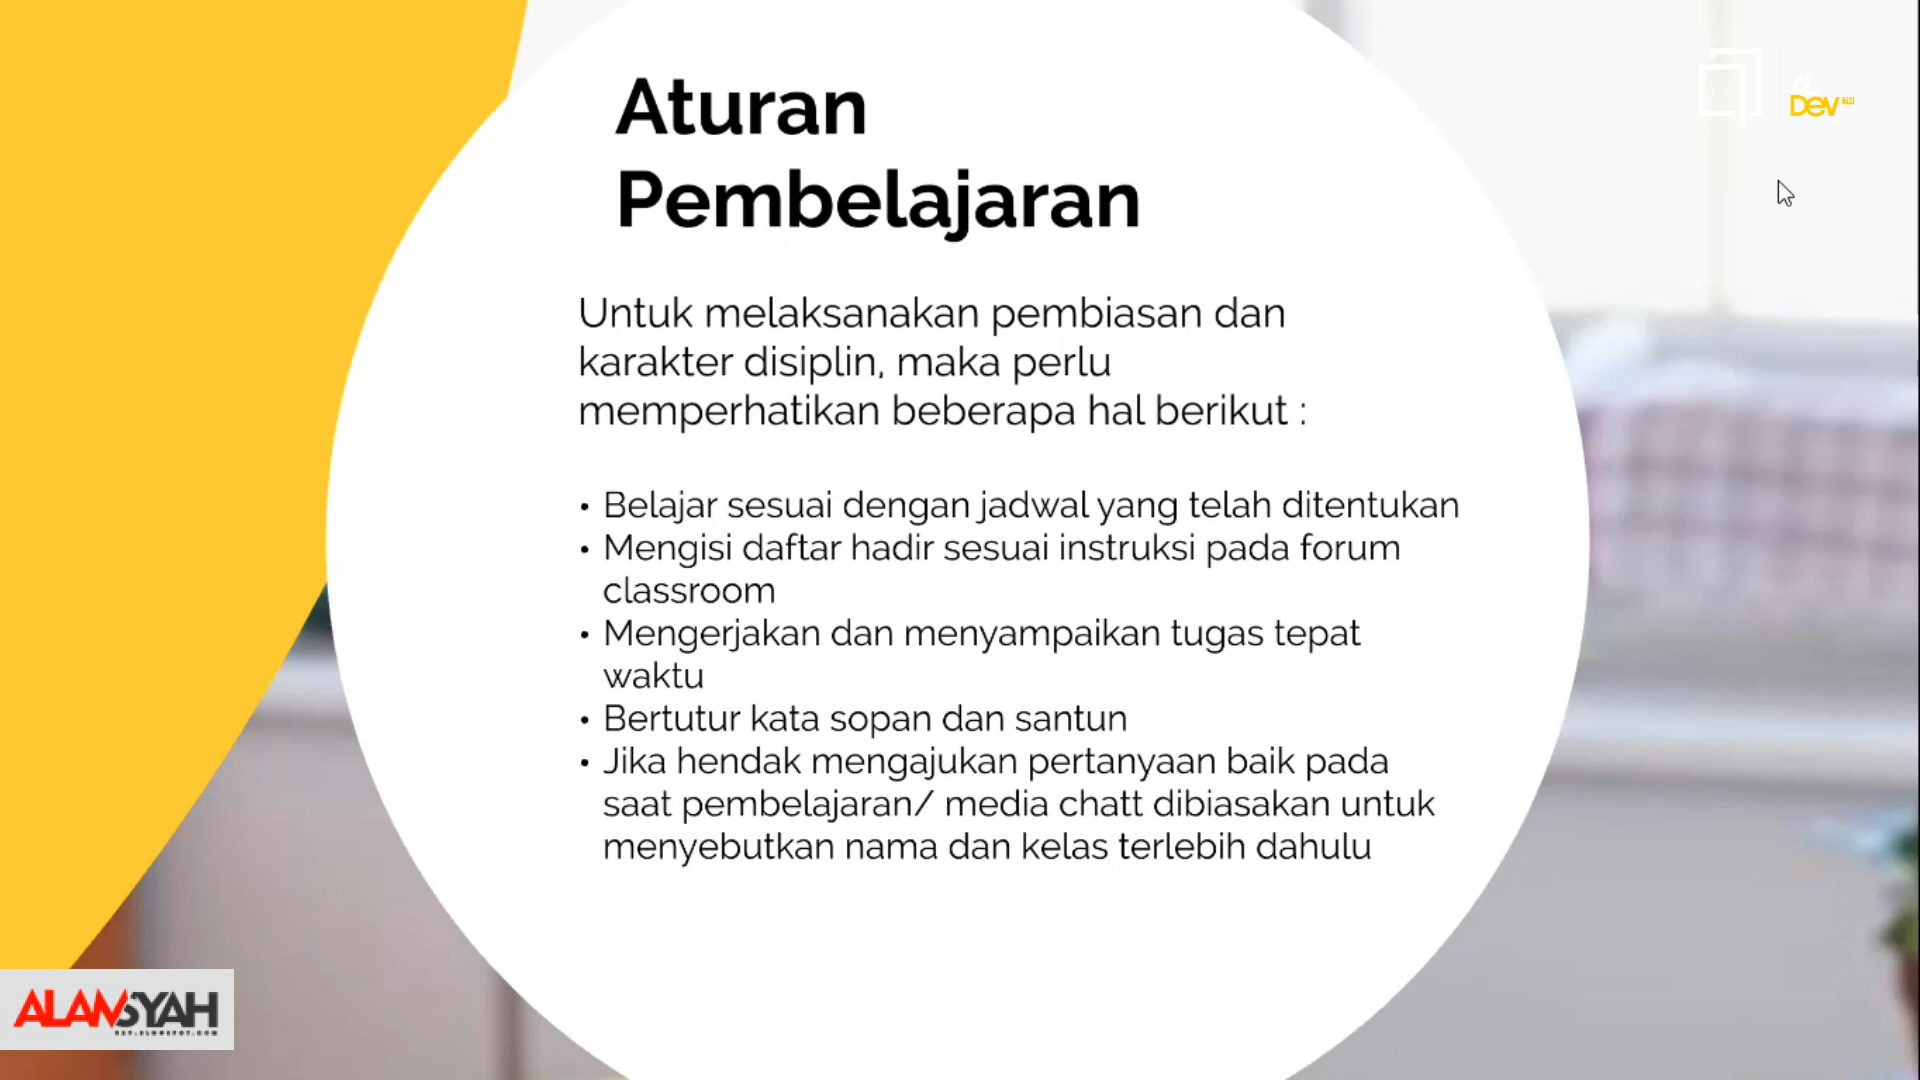 Aturan
Pembelajaran
DEV TM
Untuk melaksanakan pembiasan dan
karakter disiplin, maka perlu
memperhatikan beberapa hal berikut :
• Belajar sesuai dengan jadwal yang telah ditentukan
• Mengisi daftar hadir sesuai instruksi pada forum
classroom
• Mengerjakan dan menyampaikan tugas tepat
waktu
• Bertutur kata sopan dan santun
• Jika hendak mengajukan pertanyaan baik pada
saat pembelajaran/ media chatt dibiasakan untuk
menyebutkan nama dan kelas terlebih dahulu
ALANSYAH